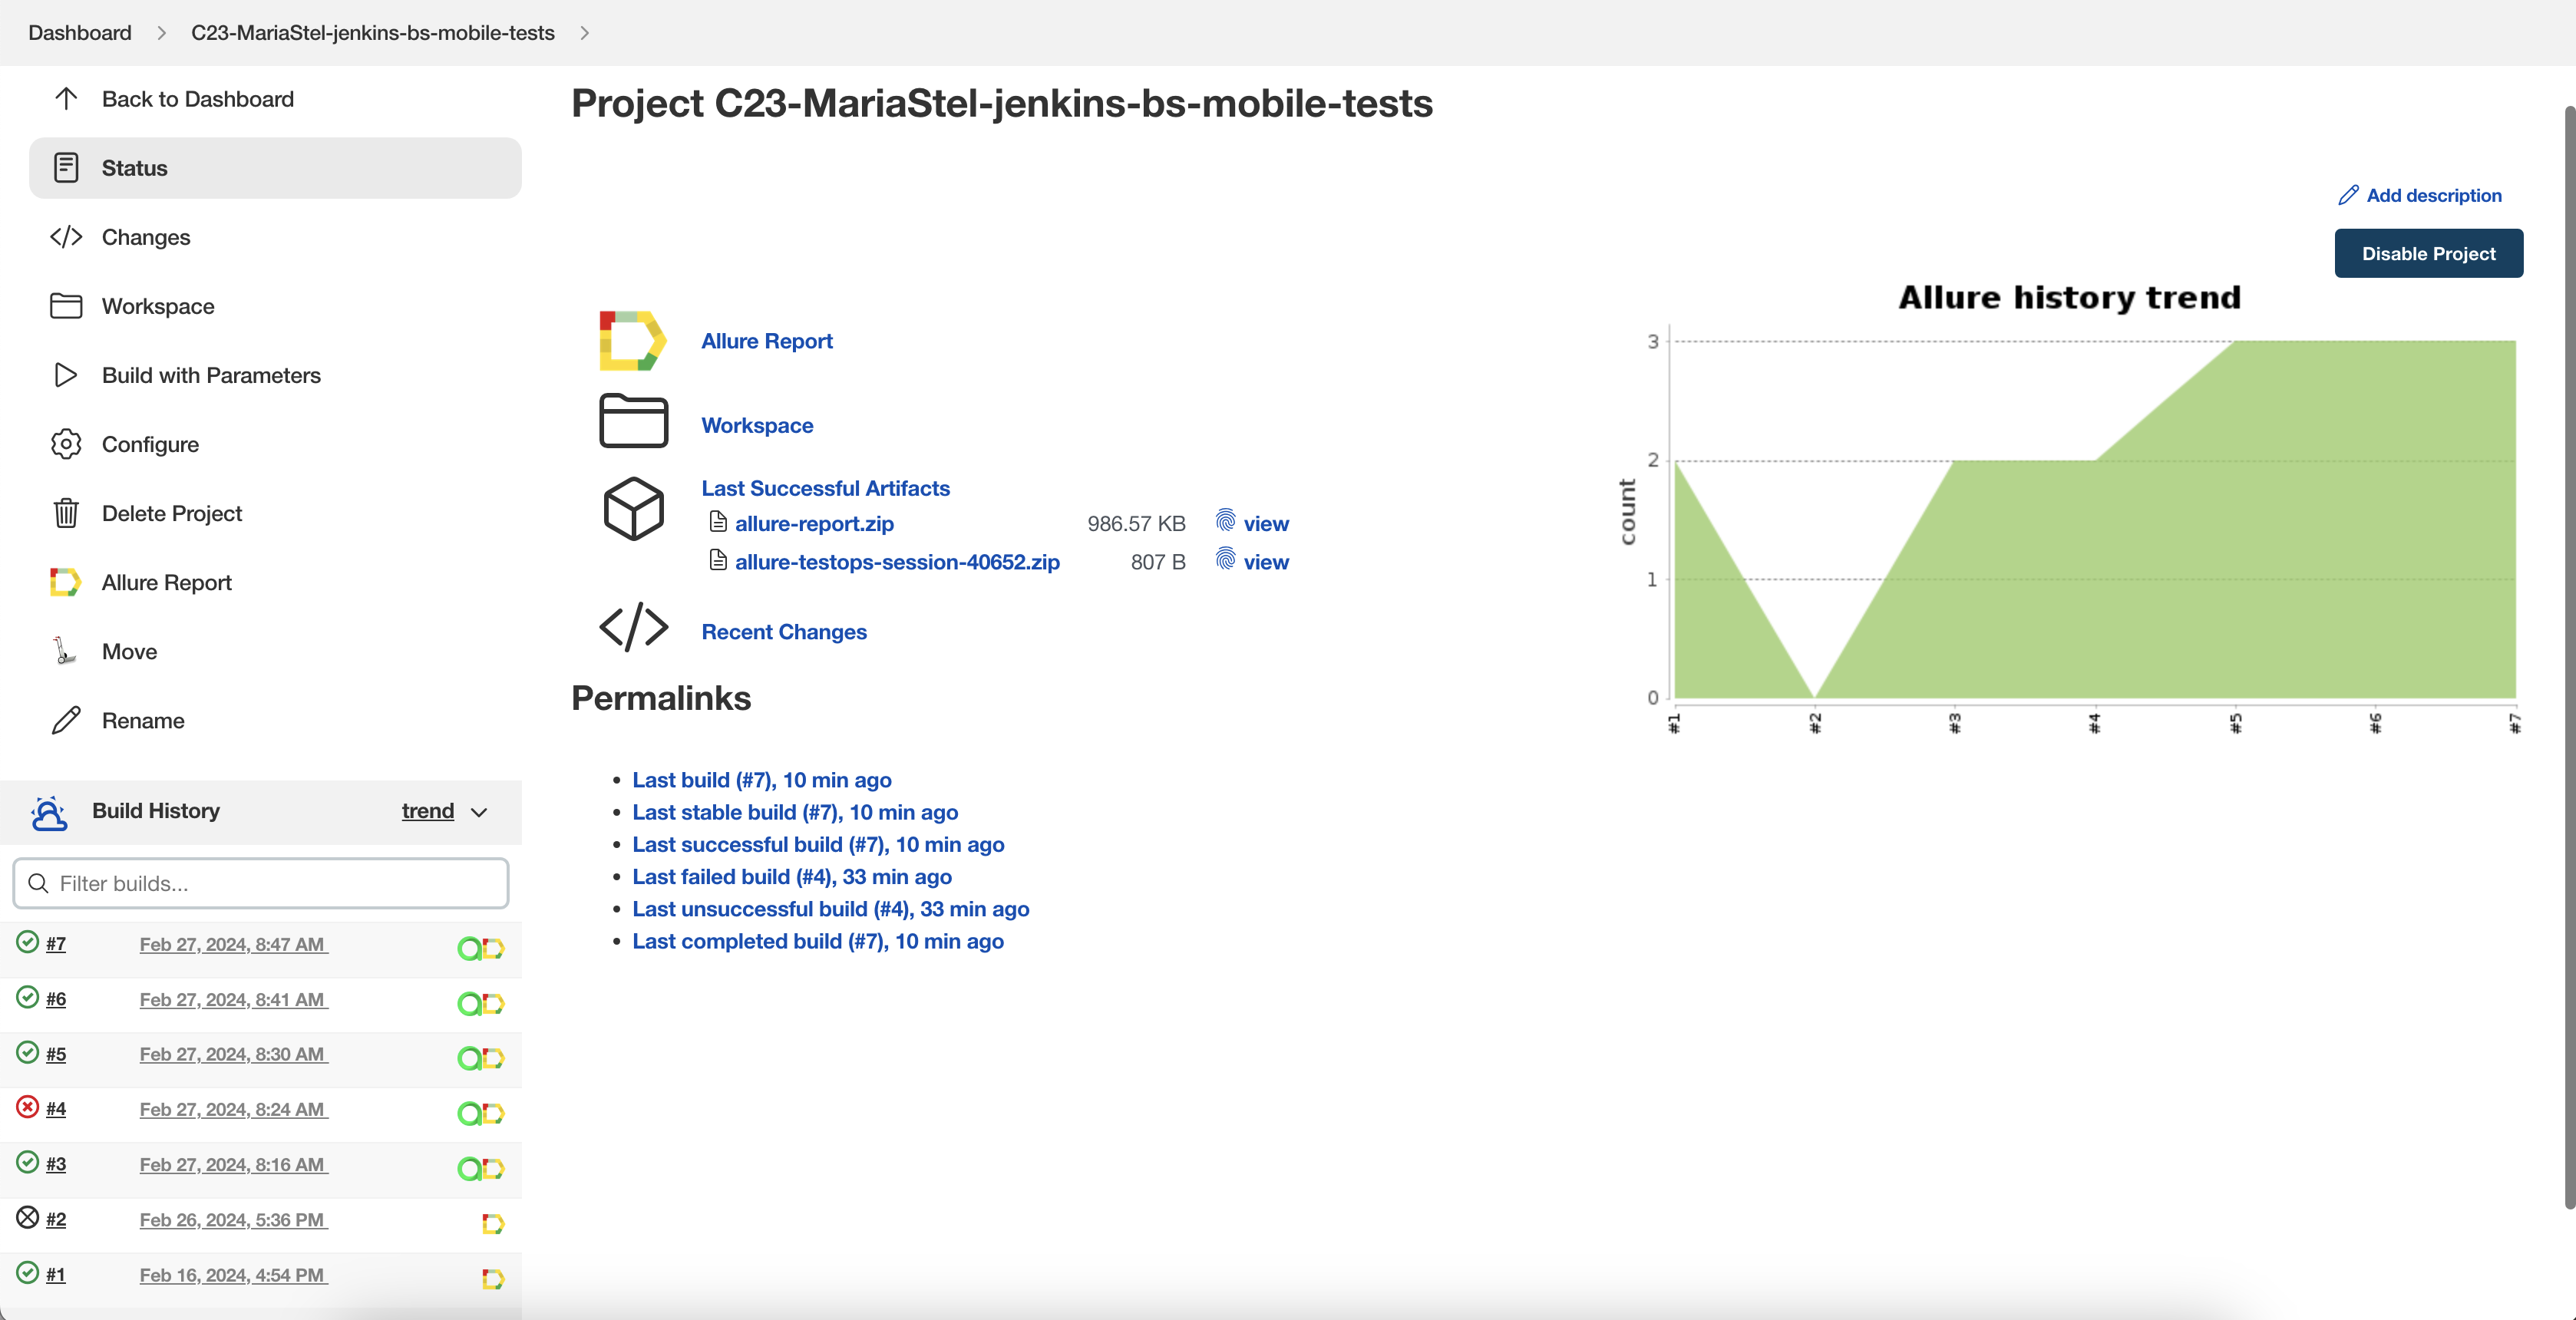 Dashboard
C23-MariaStel-jenkins-bs-mobile-tests
Back to Dashboard
Status
Changes
Workspace
Build with Parameters
Configure
Delete Project
Allure Report
Move
Rename
Build History
trend
Filter builds...
#7 Feb 27, 2024, 8:47 AM
#6 Feb 27, 2024, 8:41 AM
#5 Feb 27, 2024, 8:30 AM
#4 Feb 27, 2024, 8:24 AM
#3 Feb 27, 2024, 8:16 AM
#2 Feb 26, 2024, 5:36 PM
#1 Feb 16, 2024, 4:54 PM
Project C23-MariaStel-jenkins-bs-mobile-tests
Add description
Disable Project
Allure Report
Workspace
Last Successful Artifacts
allure-report.zip 986.57 KB view
allure-testops-session-40652.zip 807 B view
Recent Changes
Permalinks
Last build (#7), 10 min ago
Last stable build (#7), 10 min ago
Last successful build (#7), 10 min ago
Last failed build (#4), 33 min ago
Last unsuccessful build (#4), 33 min ago
Last completed build (#7), 10 min ago
Allure history trend
count
3
2
1
0
#1 #2 #3 #4 #5 #6 #7